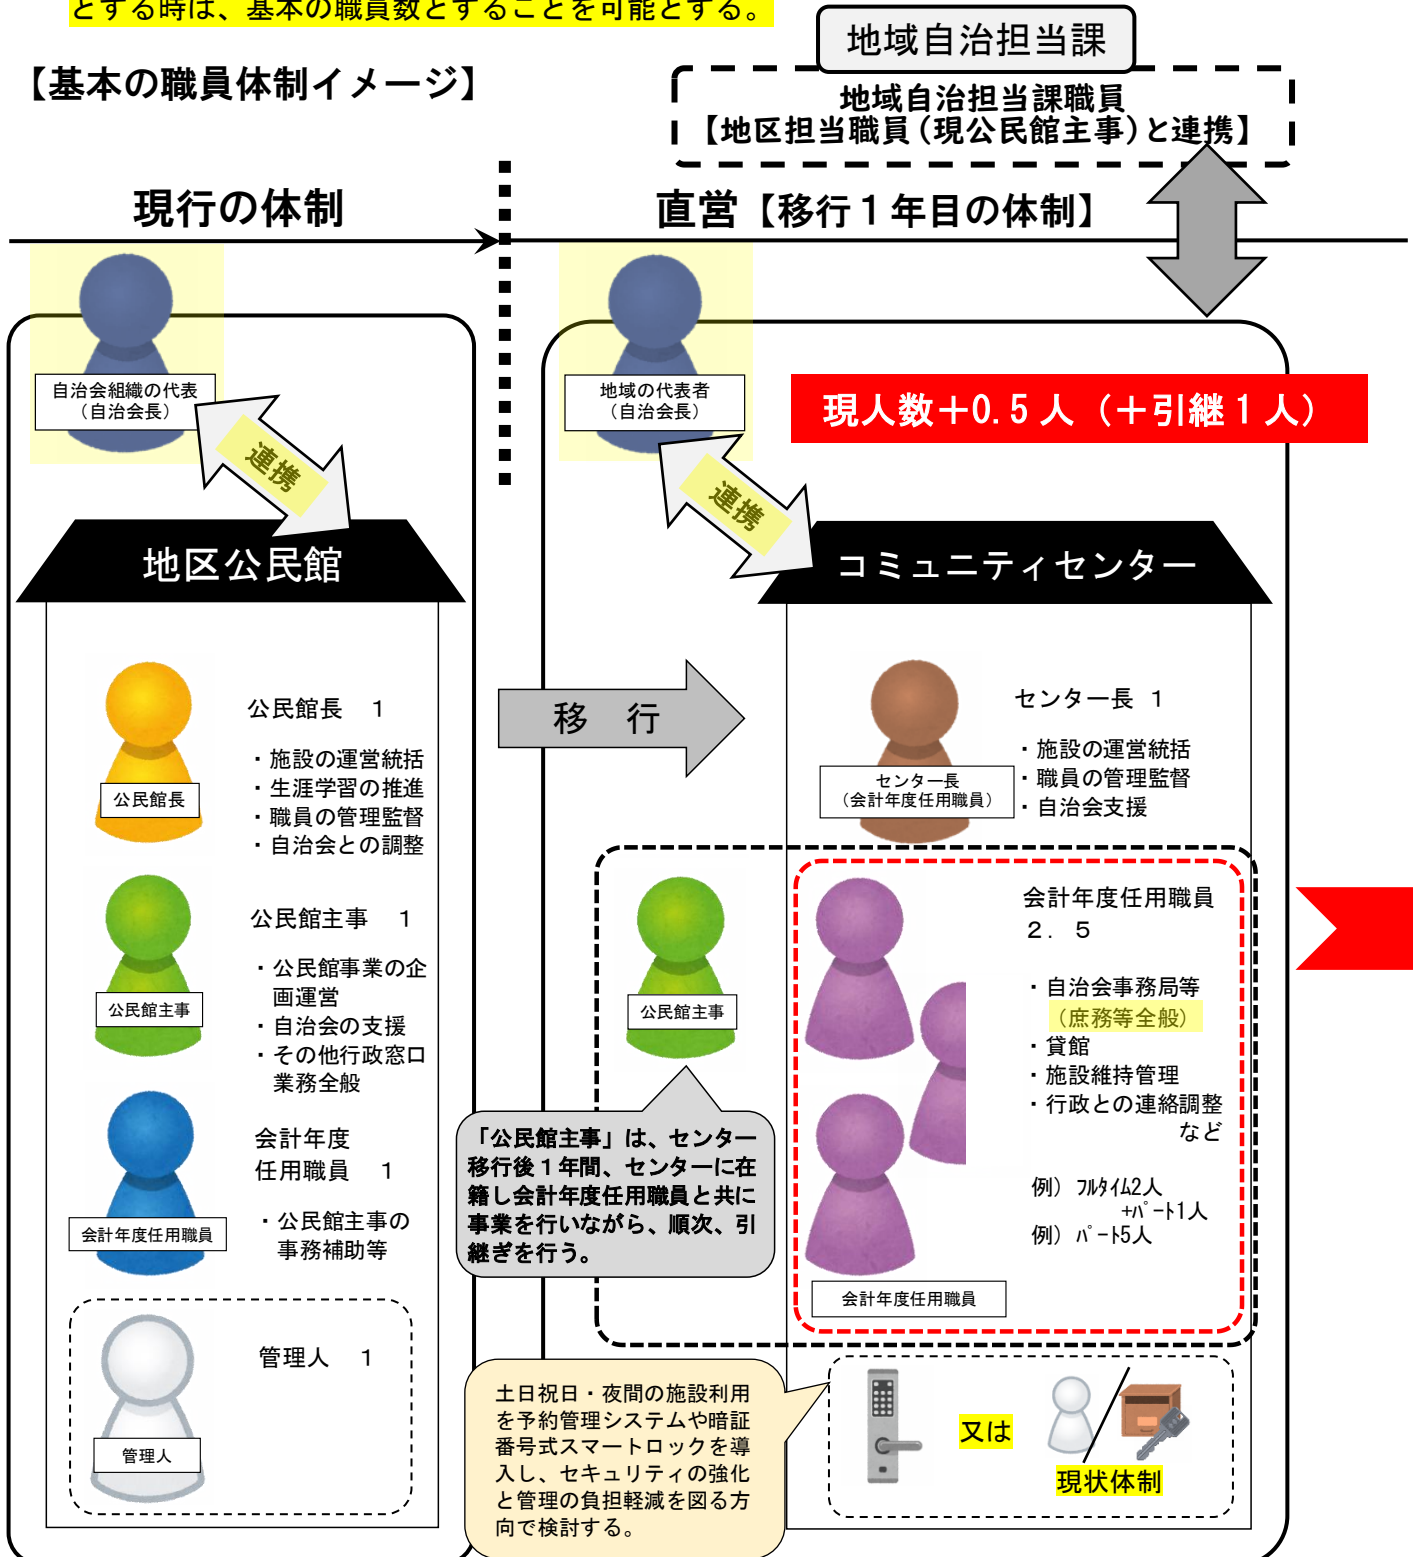 とする時は、基本の職員数とすることを可能とする。
地域自治担当課
【基本の職員体制イメージ】
地域自治担当課職員
【地区担当職員(現公民館主事)と連携】
現行の体制
直営【移行１年目の体制】
自治会組織の代表
（自治会長）
連携
地域の代表者
（自治会長）
連携
現人数＋0.5人（＋引継１人）
地区公民館
コミュニティセンター
公民館長　1
・施設の運営統括
・生涯学習の推進
・職員の管理監督
・自治会との調整
公民館長
移　行
センター長　1
・施設の運営統括
・職員の管理監督
・自治会支援
センター長
（会計年度任用職員）
公民館主事　1
・公民館事業の企
画運営
・自治会の支援
・その他行政窓口
業務全般
公民館主事
公民館主事
会計年度任用職員
２．５
・自治会事務局等
（庶務等全般）
・貸館
・施設維持管理
・行政との連絡調整
など
例）ﾌﾙﾀｲﾑ2人
+ﾊﾟｰﾄ1人
例）ﾊﾟｰﾄ5人
会計年度任用職員
「公民館主事」は、センター
移行後１年間、センターに在
籍し会計年度任用職員と共に
事業を行いながら、順次、引
継ぎを行う。
会計年度
任用職員　1
・公民館主事の
事務補助等
会計年度任用職員
管理人　1
管理人
土日祝日・夜間の施設利用
を予約管理システムや暗証
番号式スマートロックを導
入し、セキュリティの強化
と管理の負担軽減を図る方
向で検討する。
又は
現状体制